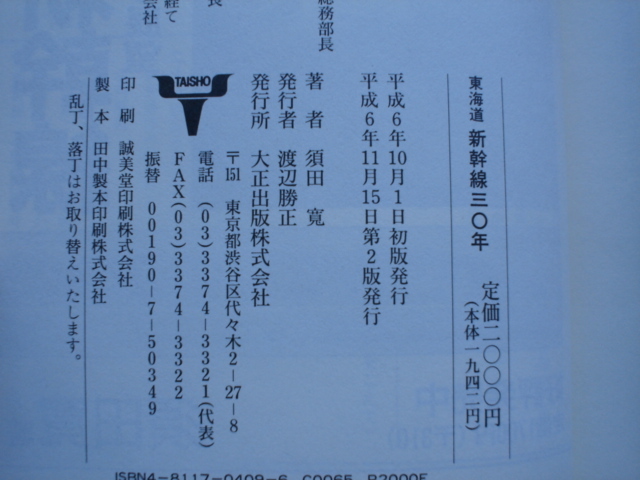 総務部長
長
経て
会社
東海道 新幹線三〇年
定価二〇〇〇円
（本体一九四二円）
平成6年10月1日初版発行
平成6年11月15日第2版発行
著 者 須田 寛
発行者 渡辺勝正
発行所 大正出版株式会社
〒151 東京都渋谷区代々木2-27-8
電話 (03)3374-3321(代表)
FAX(03)3374-3322
振替 00190-7-50349
TAISHO
印 刷 誠美堂印刷株式会社
製 本 田中製本印刷株式会社
乱丁、落丁はお取り替えいたします。
ISBN4-8117-0409-6 C0065 P2000E